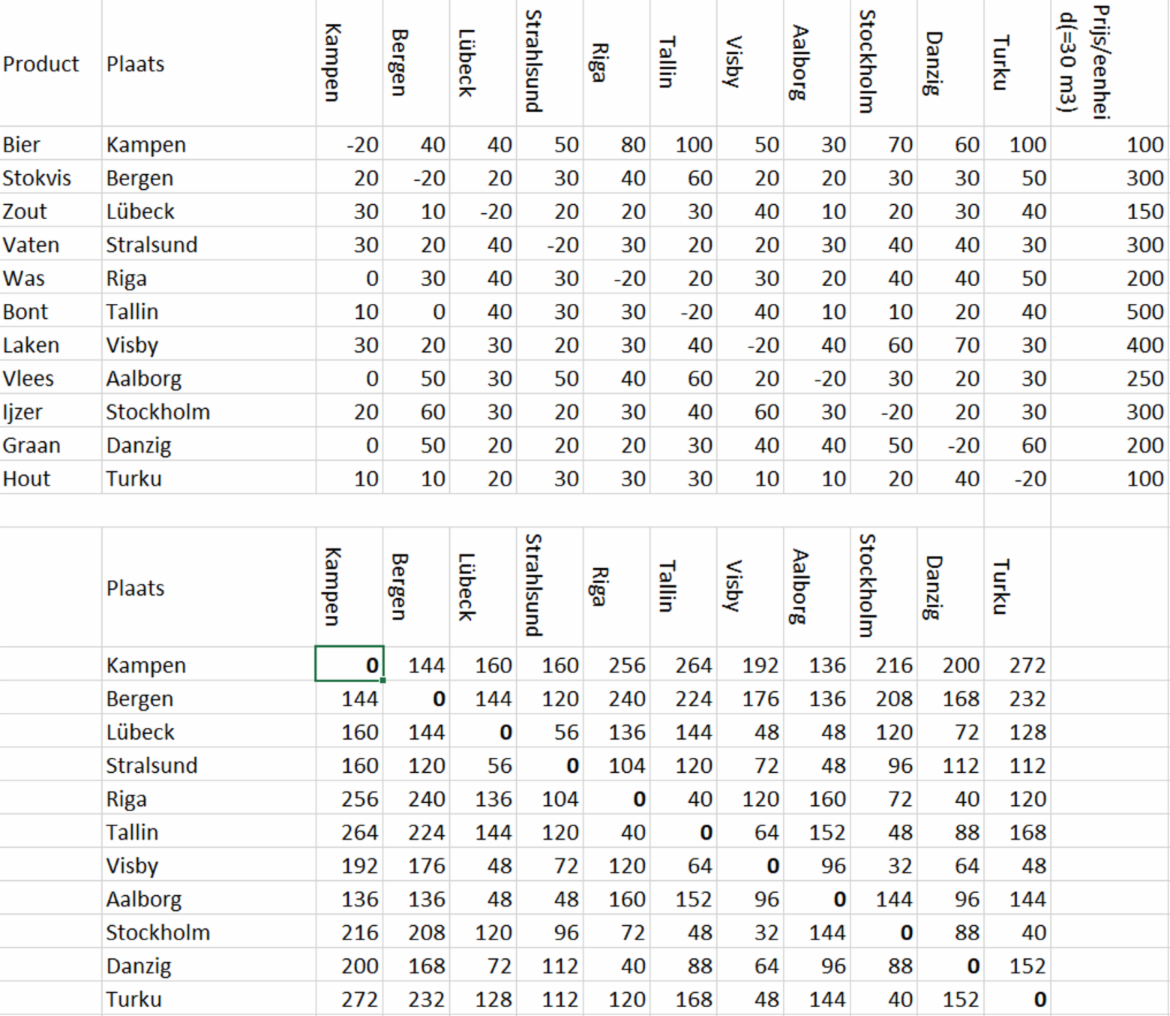 Product Plaats Kampen Bergen Lübeck Strahlsund Riga Tallin Visby Aalborg Stockholm Danzig Turku Prijs/eenhei d(=30 m3)
Bier Kampen -20 40 40 50 80 100 50 30 70 60 100 100
Stokvis Bergen 20 -20 20 30 40 60 20 20 30 30 50 300
Zout Lübeck 30 10 -20 20 20 30 40 10 20 30 40 150
Vaten Stralsund 30 20 40 -20 30 20 20 30 40 40 30 300
Was Riga 0 30 40 30 -20 20 30 20 40 40 50 200
Bont Tallin 10 0 40 30 30 -20 40 10 10 20 40 500
Laken Visby 30 20 30 20 30 40 -20 40 60 70 30 400
Vlees Aalborg 0 50 30 50 40 60 20 -20 30 20 30 250
Ijzer Stockholm 20 60 30 20 30 40 60 30 -20 20 30 300
Graan Danzig 0 50 20 20 20 30 40 40 50 -20 60 200
Hout Turku 10 10 20 30 30 30 10 10 20 40 -20 100
Plaats Kampen Bergen Lübeck Strahlsund Riga Tallin Visby Aalborg Stockholm Danzig Turku
Kampen 0 144 160 160 256 264 192 136 216 200 272
Bergen 144 0 144 120 240 224 176 136 208 168 232
Lübeck 160 144 0 56 136 144 48 48 120 72 128
Stralsund 160 120 56 0 104 120 72 48 96 112 112
Riga 256 240 136 104 0 40 120 160 72 40 120
Tallin 264 224 144 120 40 0 64 152 48 88 168
Visby 192 176 48 72 120 64 0 96 32 64 48
Aalborg 136 136 48 48 160 152 96 0 144 96 144
Stockholm 216 208 120 96 72 48 32 144 0 88 40
Danzig 200 168 72 112 40 88 64 96 88 0 152
Turku 272 232 128 112 120 168 48 144 40 152 0